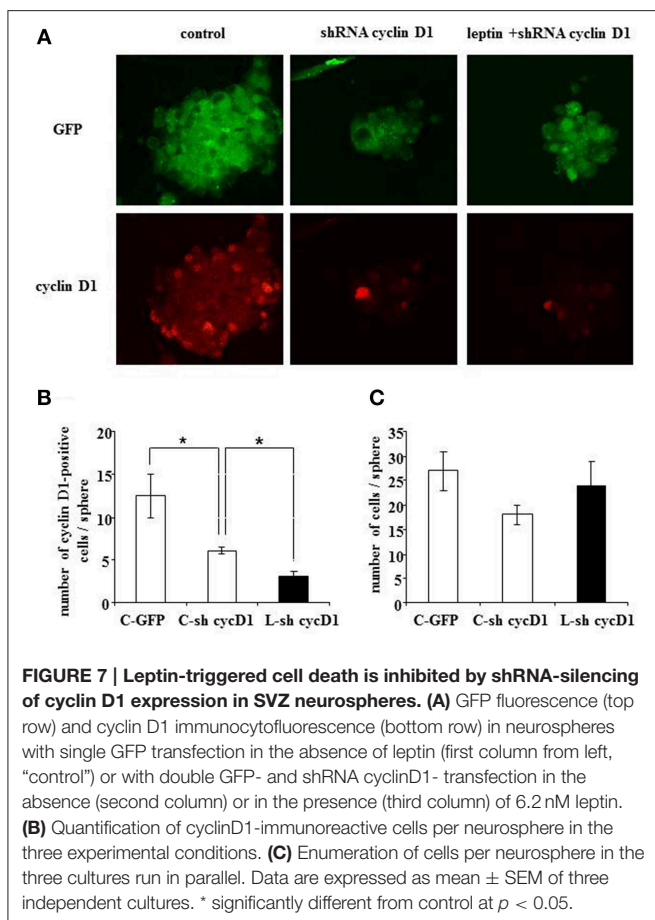 A
control
shRNA cyclin D1
leptin +shRNA cyclin D1
GFP
cyclin D1
B
number of cyclin D1-positive
cells / sphere
20
15
10
5
0
*
*
C-GFP
C-sh cycD1
L-sh cycD1
C
number of cells / sphere
35
30
25
20
15
10
5
0
C-GFP
C-sh cycD1
L-sh cycD1
FIGURE 7 | Leptin-triggered cell death is inhibited by shRNA-silencing
of cyclin D1 expression in SVZ neurospheres. (A) GFP fluorescence (top
row) and cyclin D1 immunocytofluorescence (bottom row) in neurospheres
with single GFP transfection in the absence of leptin (first column from left,
“control”) or with double GFP- and shRNA cyclinD1- transfection in the
absence (second column) or in the presence (third column) of 6.2 nM leptin.
(B) Quantification of cyclinD1-immunoreactive cells per neurosphere in the
three experimental conditions. (C) Enumeration of cells per neurosphere in the
three cultures run in parallel. Data are expressed as mean ± SEM of three
independent cultures. * significantly different from control at p < 0.05.